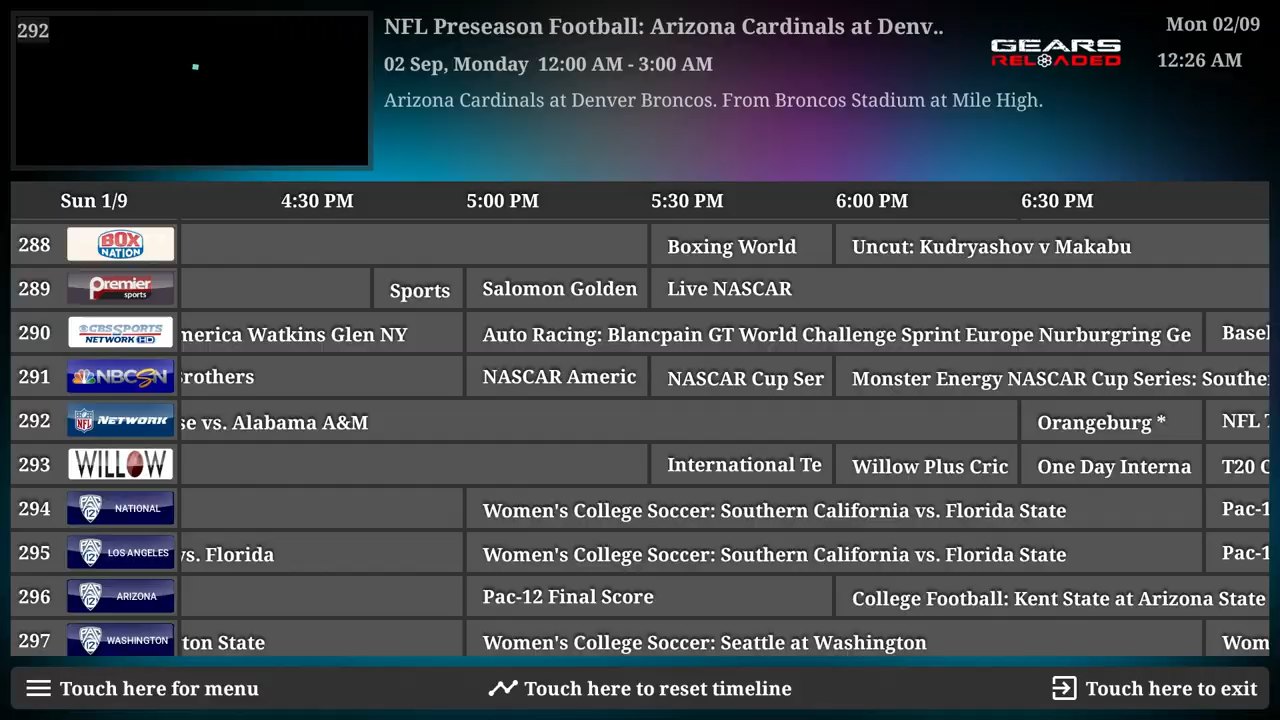 292
NFL Preseason Football: Arizona Cardinals at Denv..
02 Sep, Monday 12:00 AM - 3:00 AM
Arizona Cardinals at Denver Broncos. From Broncos Stadium at Mile High.
GEARS
RELOADED
Mon 02/09
12:26 AM
Sun 1/9 4:30 PM 5:00 PM 5:30 PM 6:00 PM 6:30 PM
288 BOX NATION Boxing World Uncut: Kudryashov v Makabu
289 Premier sports Sports Salomon Golden Live NASCAR
290 CBS SPORTS NETWORK HD merica Watkins Glen NY Auto Racing: Blancpain GT World Challenge Sprint Europe Nurburgring Ge Basel
291 NBCSN rothers NASCAR Americ NASCAR Cup Ser Monster Energy NASCAR Cup Series: Southe
292 NFL NETWORK se vs. Alabama A&M Orangeburg * NFL T
293 WILLOW International Te Willow Plus Cric One Day Interna T20 C
294 PAC 12 NATIONAL Women's College Soccer: Southern California vs. Florida State Pac-1
295 PAC 12 LOS ANGELES vs. Florida Women's College Soccer: Southern California vs. Florida State Pac-1
296 PAC 12 ARIZONA Pac-12 Final Score College Football: Kent State at Arizona State
297 PAC 12 WASHINGTON ton State Women's College Soccer: Seattle at Washington Wom
Touch here for menu Touch here to reset timeline Touch here to exit